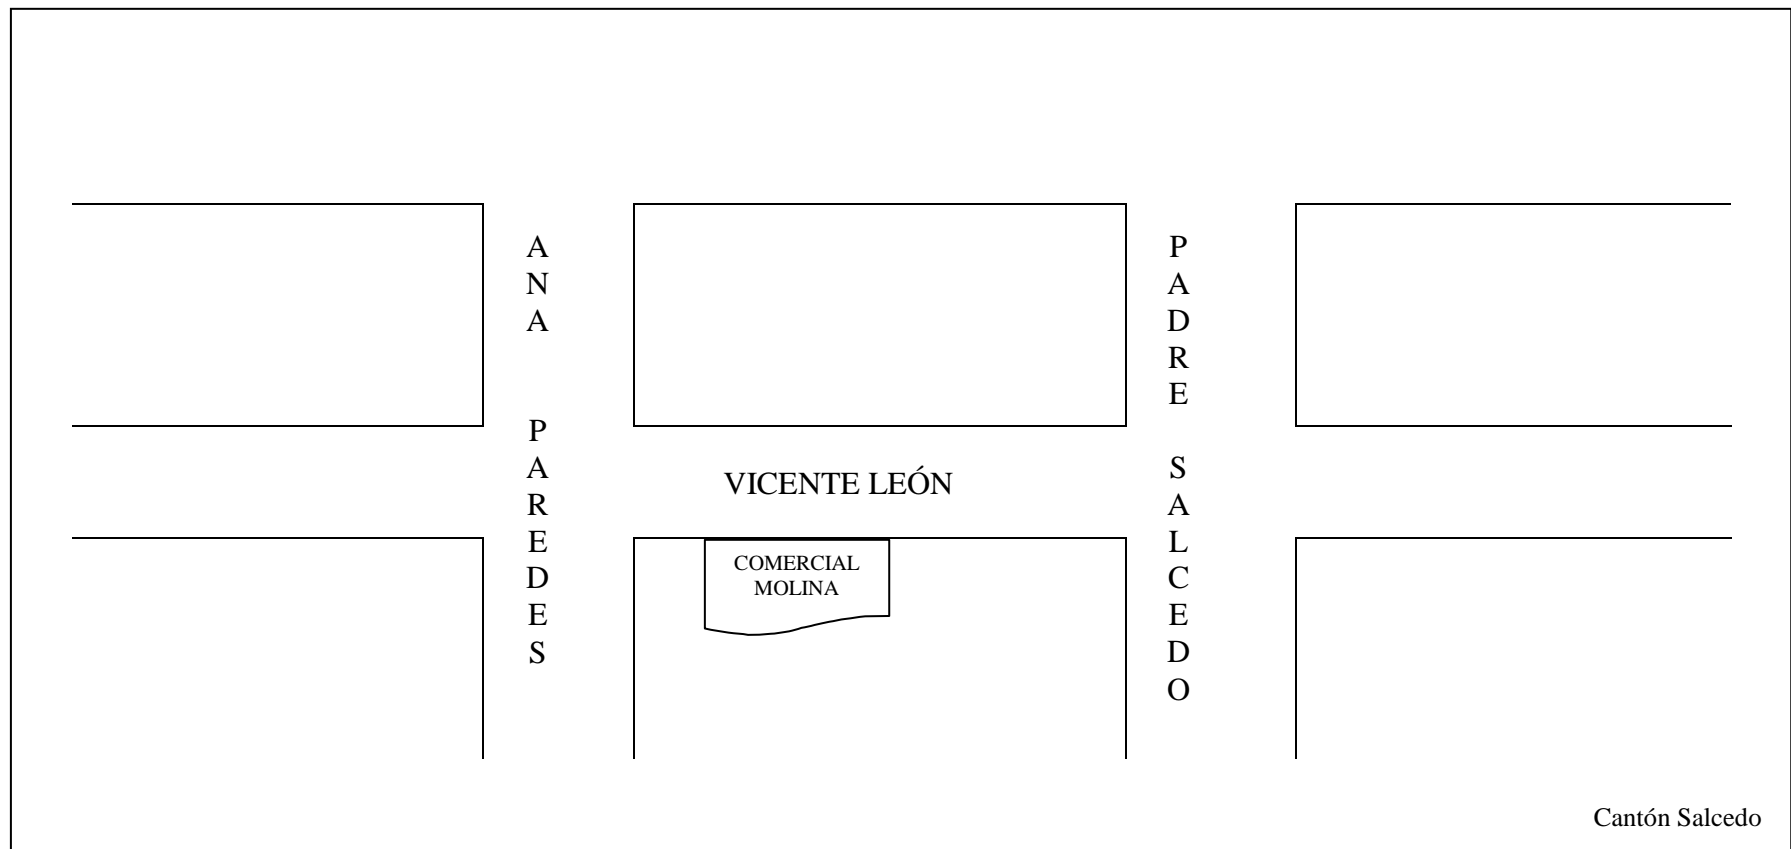 ANA PAREDES
PADRE SALCEDO
VICENTE LEÓN
COMERCIAL
MOLINA
Cantón Salcedo